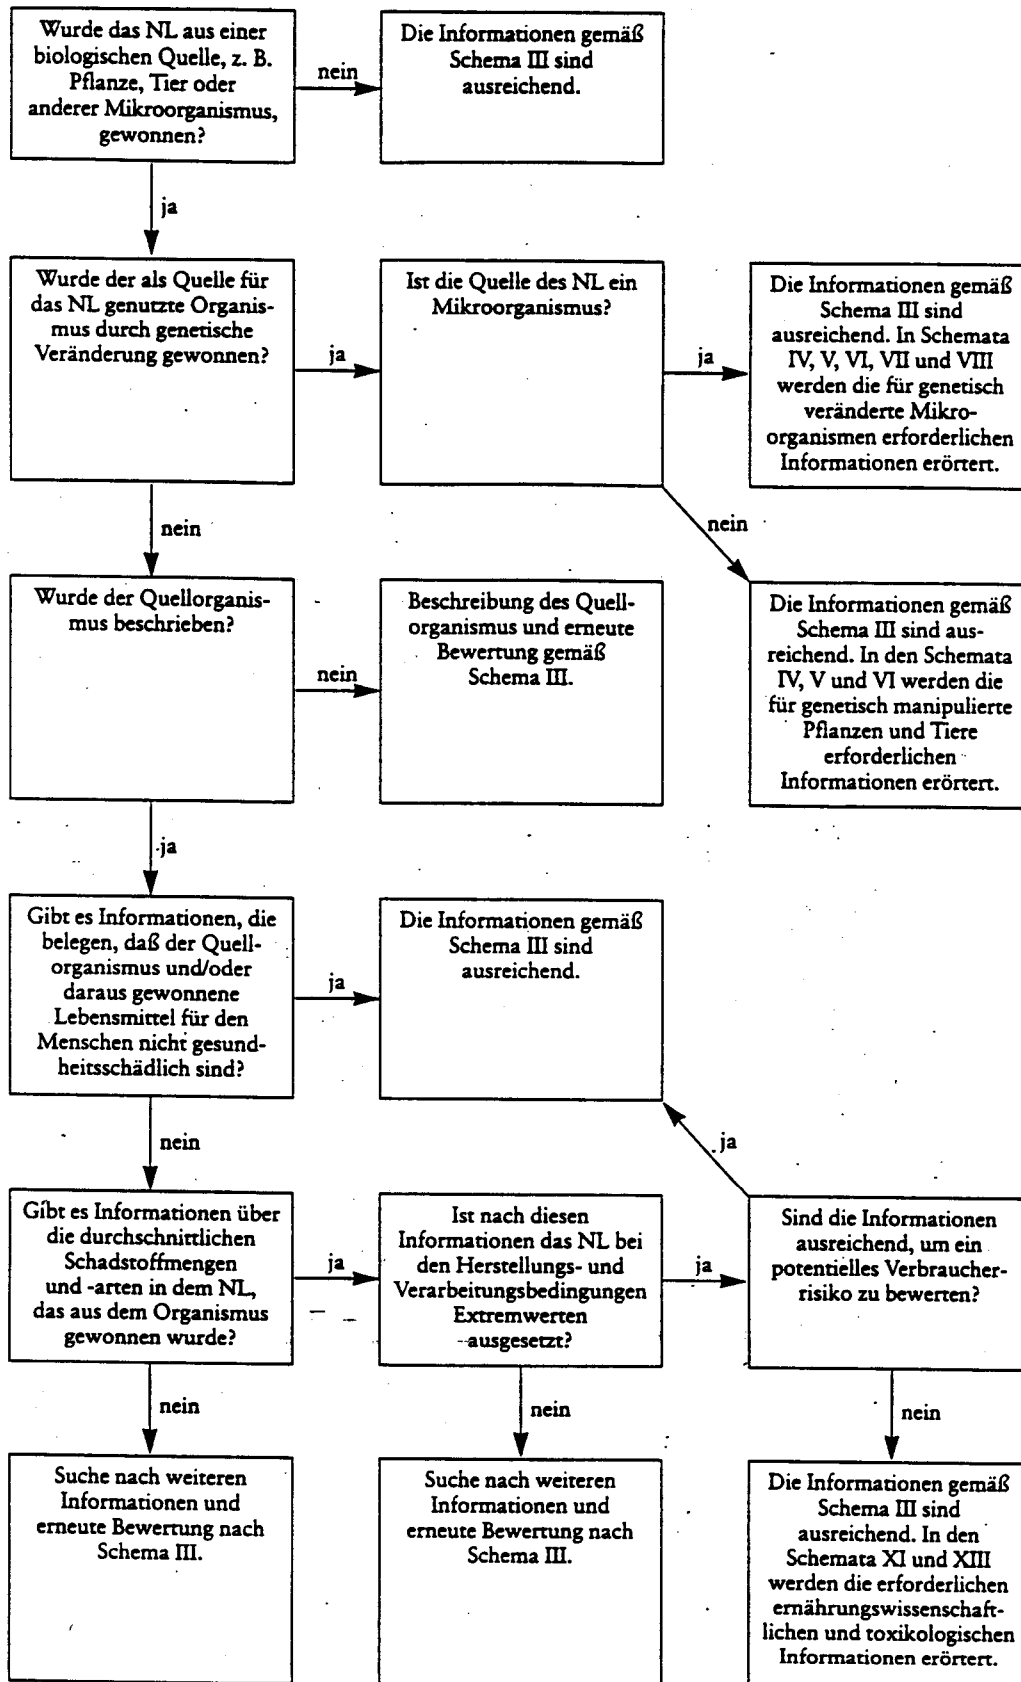 Wurde das NL aus einer
biologischen Quelle, z. B.
Pflanze, Tier oder
anderer Mikroorganismus,
gewonnen?
nein
Die Informationen gemäß
Schema III sind
ausreichend.
ja
Wurde der als Quelle für
das NL genutzte Organis-
mus durch genetische
Veränderung gewonnen?
ja
Ist die Quelle des NL ein
Mikroorganismus?
ja
Die Informationen gemäß
Schema III sind
ausreichend. In Schemata
IV, V, VI, VII und VIII
werden die für genetisch
veränderte Mikro-
organismen erforderlichen
Informationen erörtert.
nein
nein
Wurde der Quellorganis-
mus beschrieben?
nein
Beschreibung des Quell-
organismus und erneute
Bewertung gemäß
Schema III.
Die Informationen gemäß
Schema III sind aus-
reichend. In den Schemata
IV, V und VI werden die
für genetisch manipulierte
Pflanzen und Tiere
erforderlichen
Informationen erörtert.
ja
Gibt es Informationen, die
belegen, daß der Quell-
organismus und/oder
daraus gewonnene
Lebensmittel für den
Menschen nicht gesund-
heitsschädlich sind?
ja
Die Informationen gemäß
Schema III sind
ausreichend.
nein
ja
Gibt es Informationen über
die durchschnittlichen
Schadstoffmengen
und -arten in dem NL,
das aus dem Organismus
gewonnen wurde?
ja
Ist nach diesen
Informationen das NL bei
den Herstellungs- und
Verarbeitungsbedingungen
Extremwerten
ausgesetzt?
ja
Sind die Informationen
ausreichend, um ein
potentielles Verbraucher-
risiko zu bewerten?
nein
nein
nein
Suche nach weiteren
Informationen und
erneute Bewertung nach
Schema III.
Suche nach weiteren
Informationen und
erneute Bewertung nach
Schema III.
Die Informationen gemäß
Schema III sind
ausreichend. In den
Schemata XI und XIII
werden die erforderlichen
ernährungswissenschaft-
lichen und toxikologischen
Informationen erörtert.